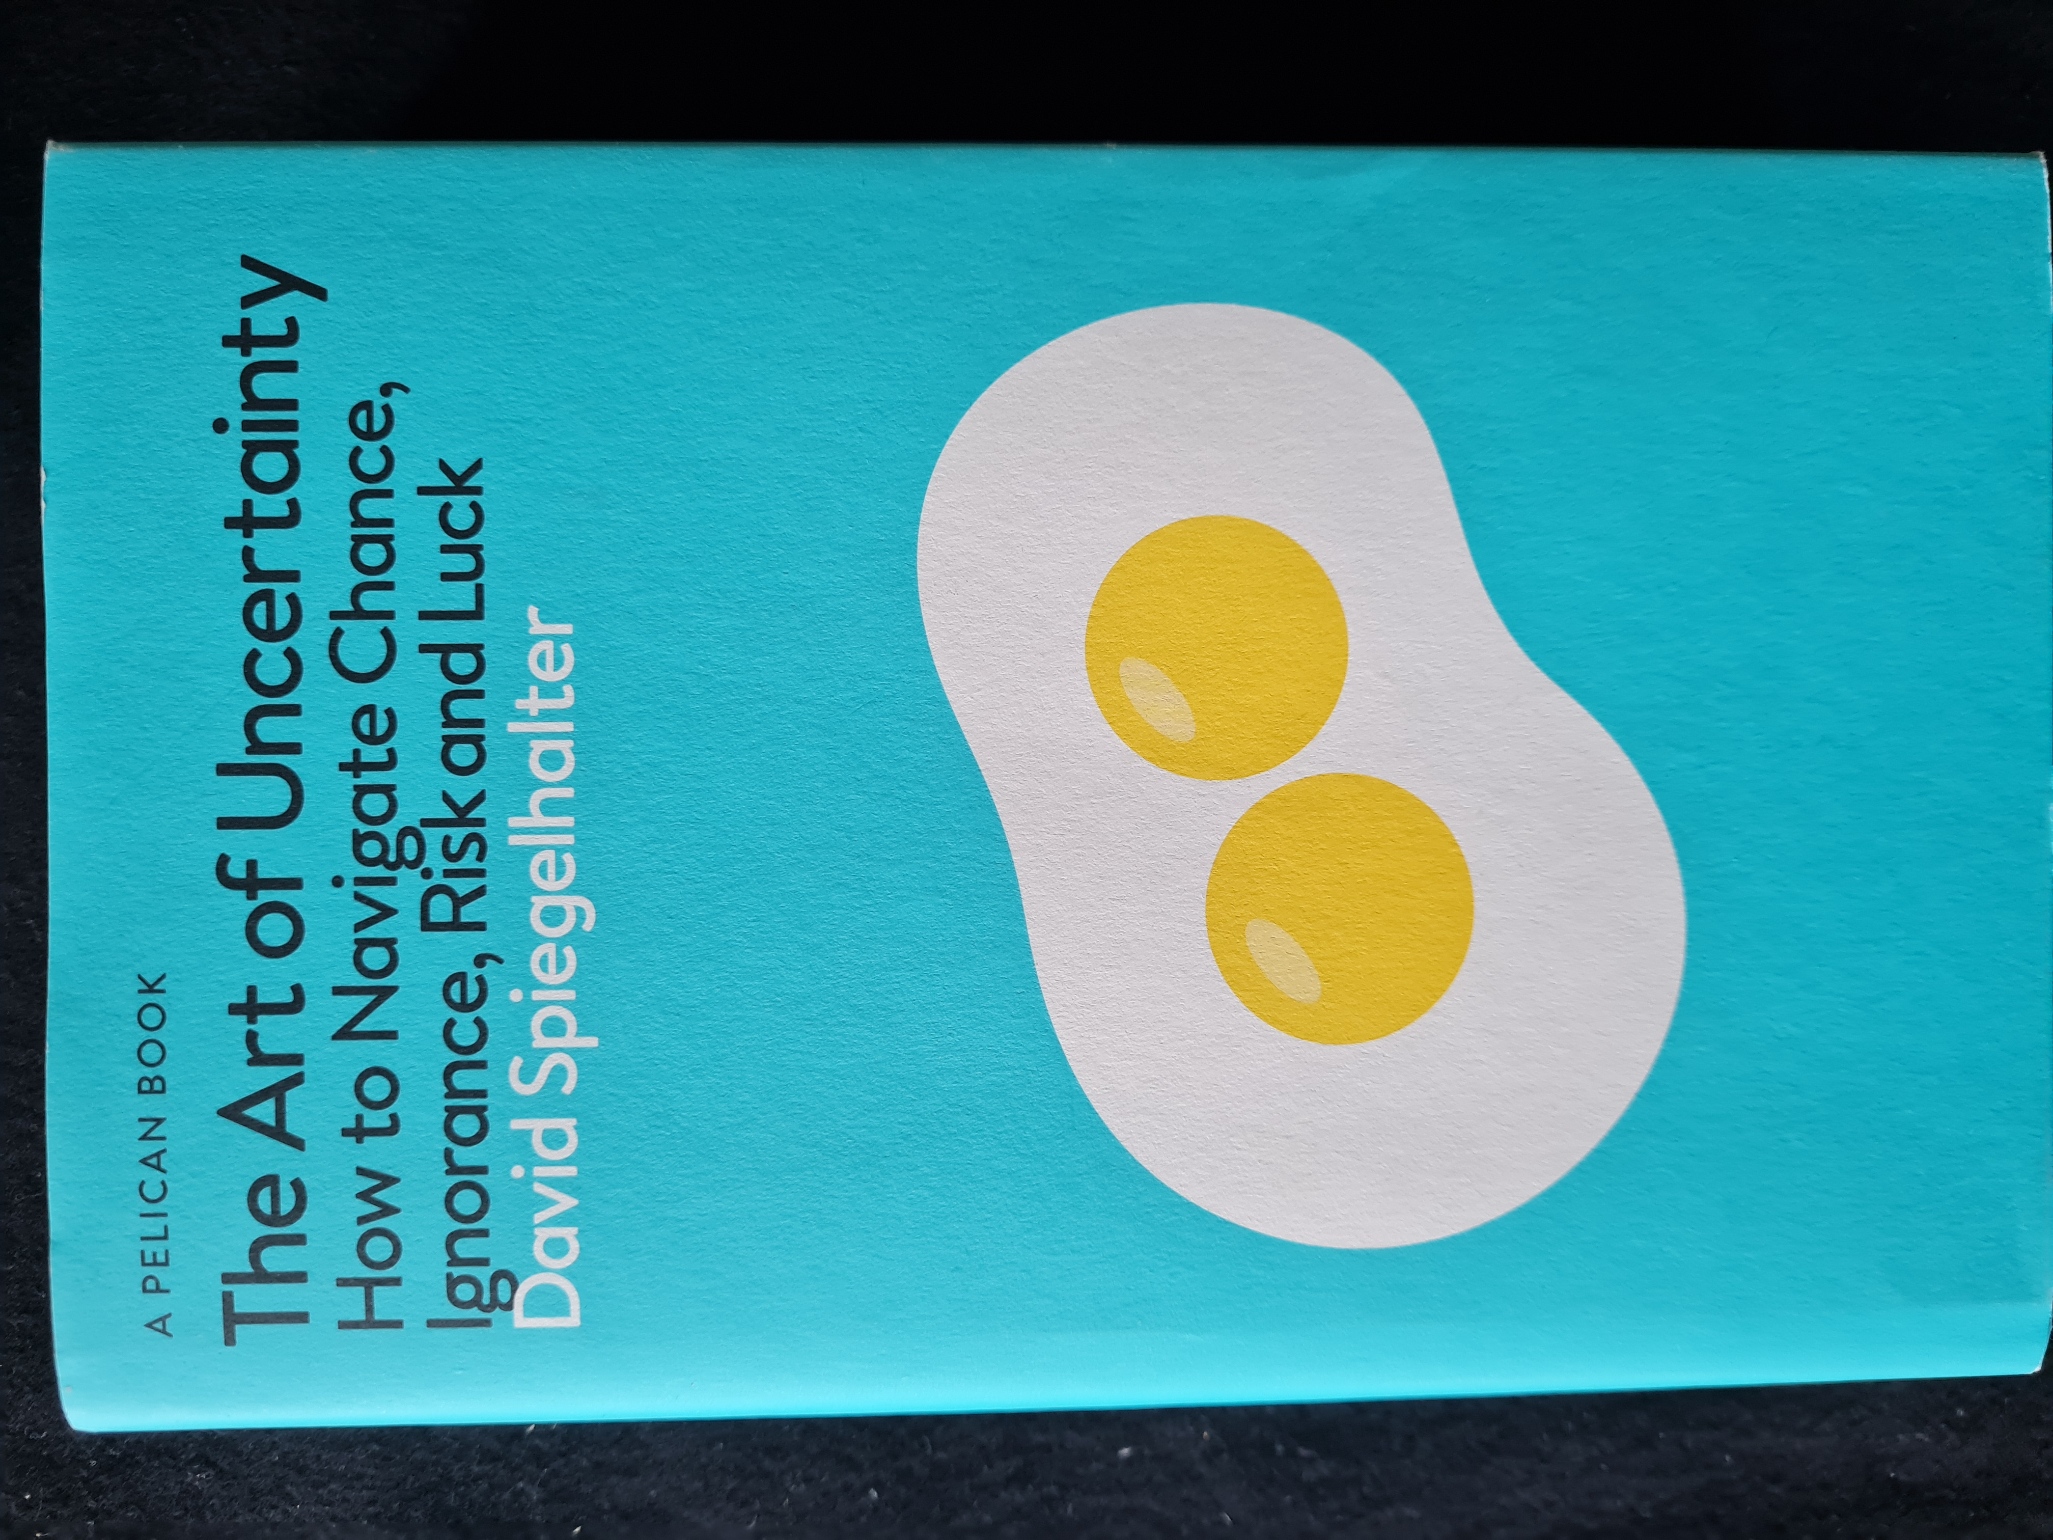 A PELICAN BOOK
The Art of Uncertainty
How to Navigate Chance,
Ignorance, Risk and Luck
David Spiegelhalter